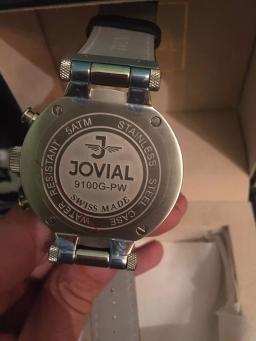 JOVIAL
9100G-PW
SWISS MADE
WATER RESISTANT 5ATM STAINLESS STEEL CASE